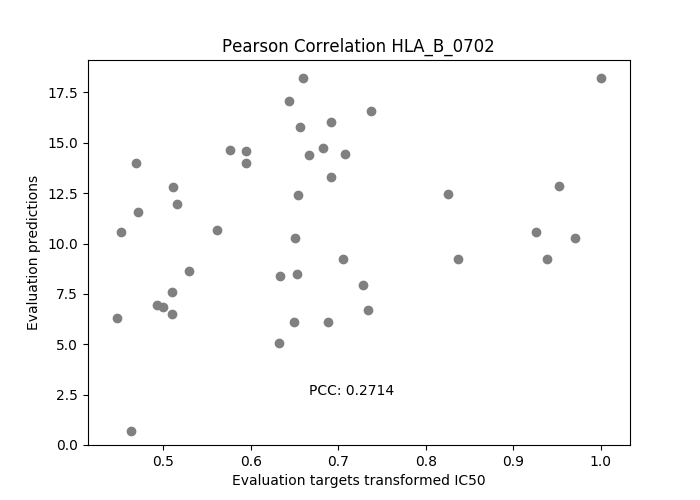 Pearson Correlation HLA_B_0702
Evaluation predictions
17.5
15.0
12.5
10.0
7.5
5.0
2.5
0.0
PCC: 0.2714
0.5 0.6 0.7 0.8 0.9 1.0
Evaluation targets transformed IC50